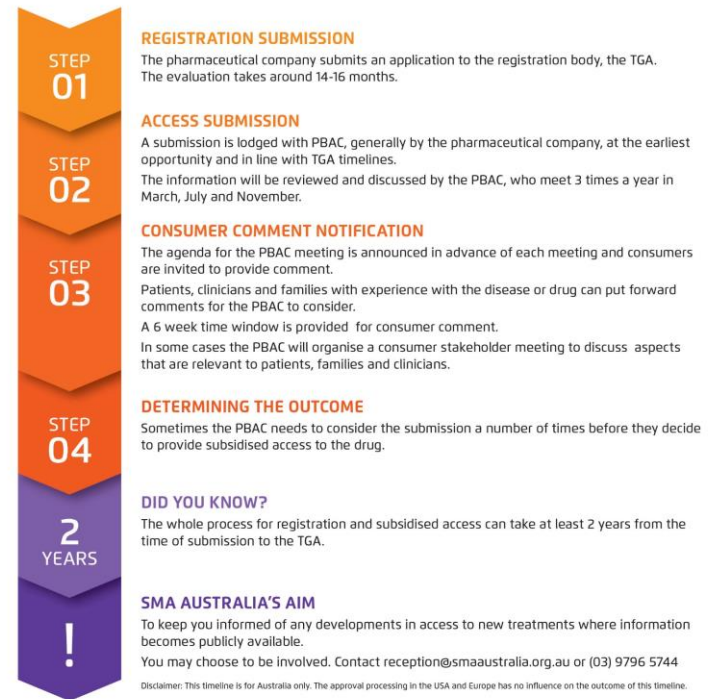 STEP
01
REGISTRATION SUBMISSION
The pharmaceutical company submits an application to the registration body, the TGA.
The evaluation takes around 14-16 months.
STEP
02
ACCESS SUBMISSION
A submission is lodged with PBAC, generally by the pharmaceutical company, at the earliest
opportunity and in line with TGA timelines.
The information will be reviewed and discussed by the PBAC, who meet 3 times a year in
March, July and November.
STEP
03
CONSUMER COMMENT NOTIFICATION
The agenda for the PBAC meeting is announced in advance of each meeting and consumers
are invited to provide comment.
Patients, clinicians and families with experience with the disease or drug can put forward
comments for the PBAC to consider.
A 6 week time window is provided for consumer comment.
In some cases the PBAC will organise a consumer stakeholder meeting to discuss aspects
that are relevant to patients, families and clinicians.
STEP
04
DETERMINING THE OUTCOME
Sometimes the PBAC needs to consider the submission a number of times before they decide
to provide subsidised access to the drug.
2
YEARS
DID YOU KNOW?
The whole process for registration and subsidised access can take at least 2 years from the
time of submission to the TGA.
!
SMA AUSTRALIA'S AIM
To keep you informed of any developments in access to new treatments where information
becomes publicly available.
You may choose to be involved. Contact reception@smaaustralia.org.au or (03) 9796 5744
Disclaimer: This timeline is for Australia only. The approval processing in the USA and Europe has no influence on the outcome of this timeline.